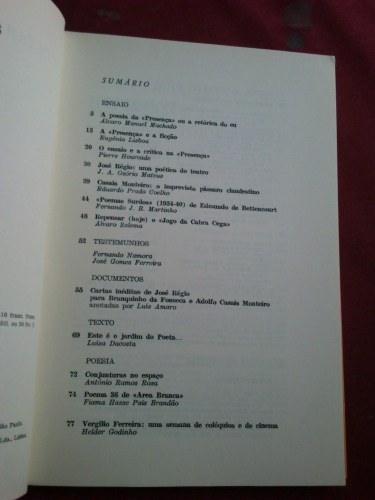 SUMÁRIO
ENSAIO
5 A poesia da «Presença» ou a retórica do eu
Álvaro Manuel Machado
13 A «Presença» e a ficção
Eugénio Lisboa
20 O ensaio e a crítica na «Presença»
Pierre Hourcade
30 José Régio: uma poética do teatro
J. A. Osório Mateus
39 Casais Monteiro: o imprevisto pássaro clandestino
Eduardo Prado Coelho
44 «Poemas Surdos» (1934-40) de Edmundo de Bettencourt
Fernando J. B. Martinho
48 Repensar (hoje) o «Jogo da Cabra Cega»
Álvaro Salema
52 TESTEMUNHOS
Fernando Namora
José Gomes Ferreira
DOCUMENTOS
55 Cartas inéditas de José Régio
para Branquinho da Fonseca e Adolfo Casais Monteiro
anotadas por Luís Amaro
TEXTO
69 Este é o jardim do Poeta...
Luísa Dacosta
POESIA
72 Conjunturas no espaço
António Ramos Rosa
74 Poema 36 de «Área Branca»
Fiama Hasse Pais Brandão
77 Vergílio Ferreira: uma semana de colóquios e de cinema
Helder Godinho
São Paulo
Lda., Lisboa